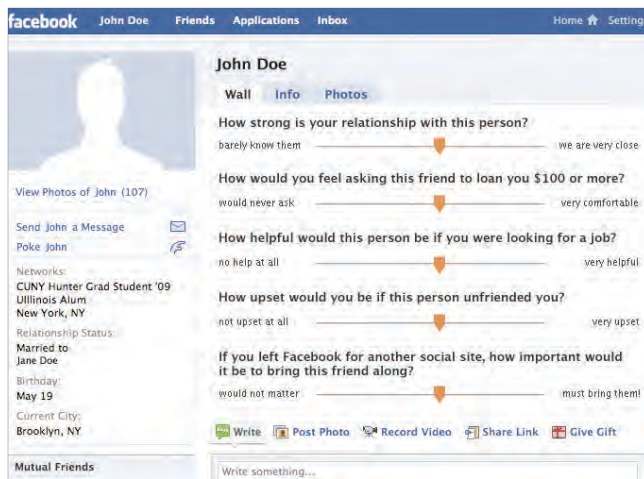 facebook John Doe Friends Applications Inbox Home Setting
John Doe
Wall Info Photos
How strong is your relationship with this person?
barely know them we are very close
How would you feel asking this friend to loan you $100 or more?
would never ask very comfortable
How helpful would this person be if you were looking for a job?
no help at all very helpful
How upset would you be if this person unfriended you?
not upset at all very upset
If you left Facebook for another social site, how important would
it be to bring this friend along?
would not matter must bring them!
Write Post Photo Record Video Share Link Give Gift
Write something...
View Photos of John (107)
Send John a Message
Poke John
Networks:
CUNY Hunter Grad Student '09
UIllinois Alum
New York, NY
Relationship Status:
Married to
Jane Doe
Birthday:
May 19
Current City:
Brooklyn, NY
Mutual Friends